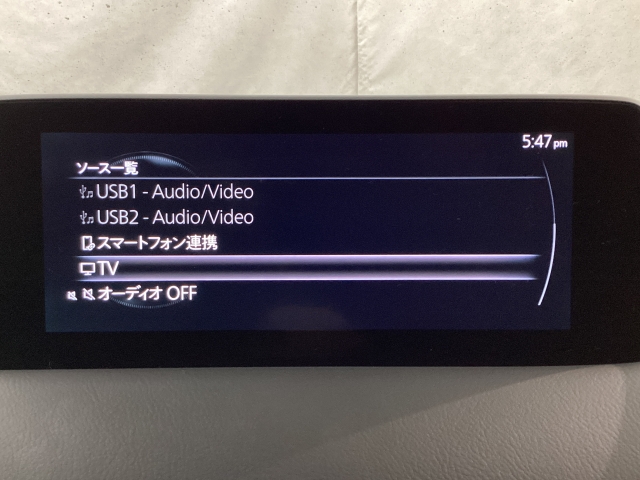 5:47 pm
ソース一覧
USB1 - Audio/Video
USB2 - Audio/Video
スマートフォン連携
TV
オーディオ OFF